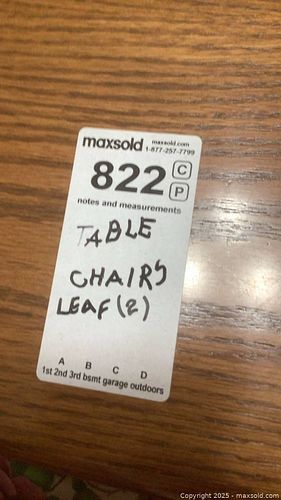 maxsold maxsold.com
1-877-257-7799
822 C
P
notes and measurements
TABLE
CHAIRS
LEAF (2)
A B C D
1st 2nd 3rd bsmt garage outdoors
Copyright 2025 - maxsold.com